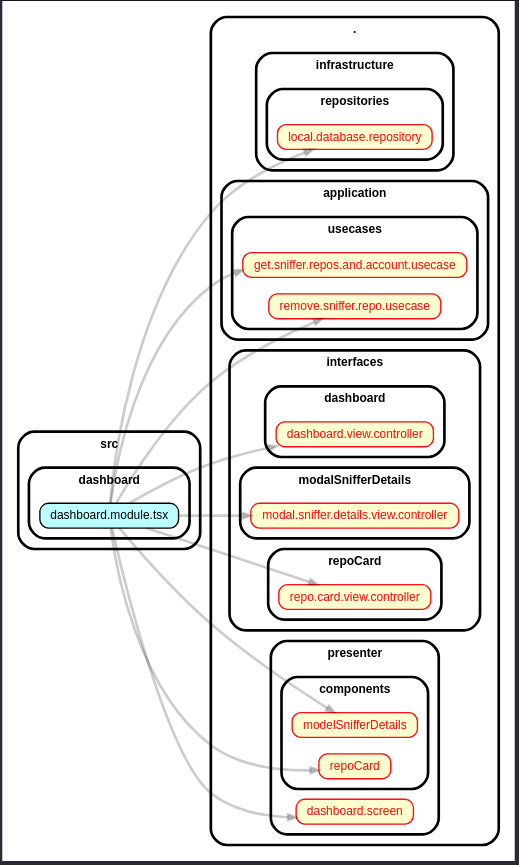 .
infrastructure
repositories
local.database.repository
application
usecases
get.sniffer.repos.and.account.usecase
remove.sniffer.repo.usecase
interfaces
dashboard
dashboard.view.controller
modalSnifferDetails
modal.sniffer.details.view.controller
repoCard
repo.card.view.controller
presenter
components
modelSnifferDetails
repoCard
dashboard.screen
src
dashboard
dashboard.module.tsx